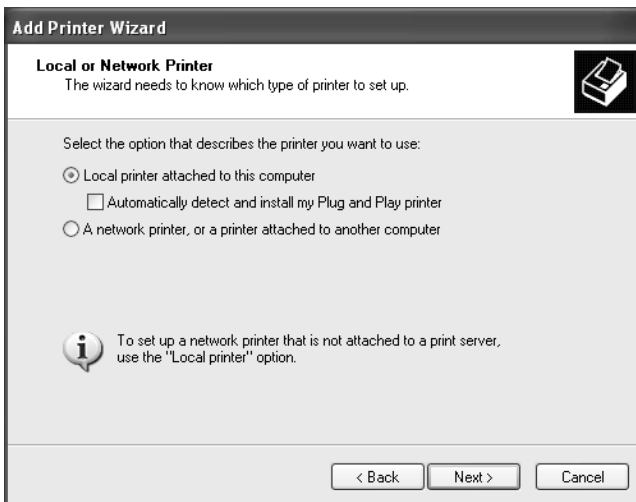 Add Printer Wizard
Local or Network Printer
The wizard needs to know which type of printer to set up.
Select the option that describes the printer you want to use:
Local printer attached to this computer
Automatically detect and install my Plug and Play printer
A network printer, or a printer attached to another computer
To set up a network printer that is not attached to a print server,
use the "Local printer" option.
< Back Next > Cancel